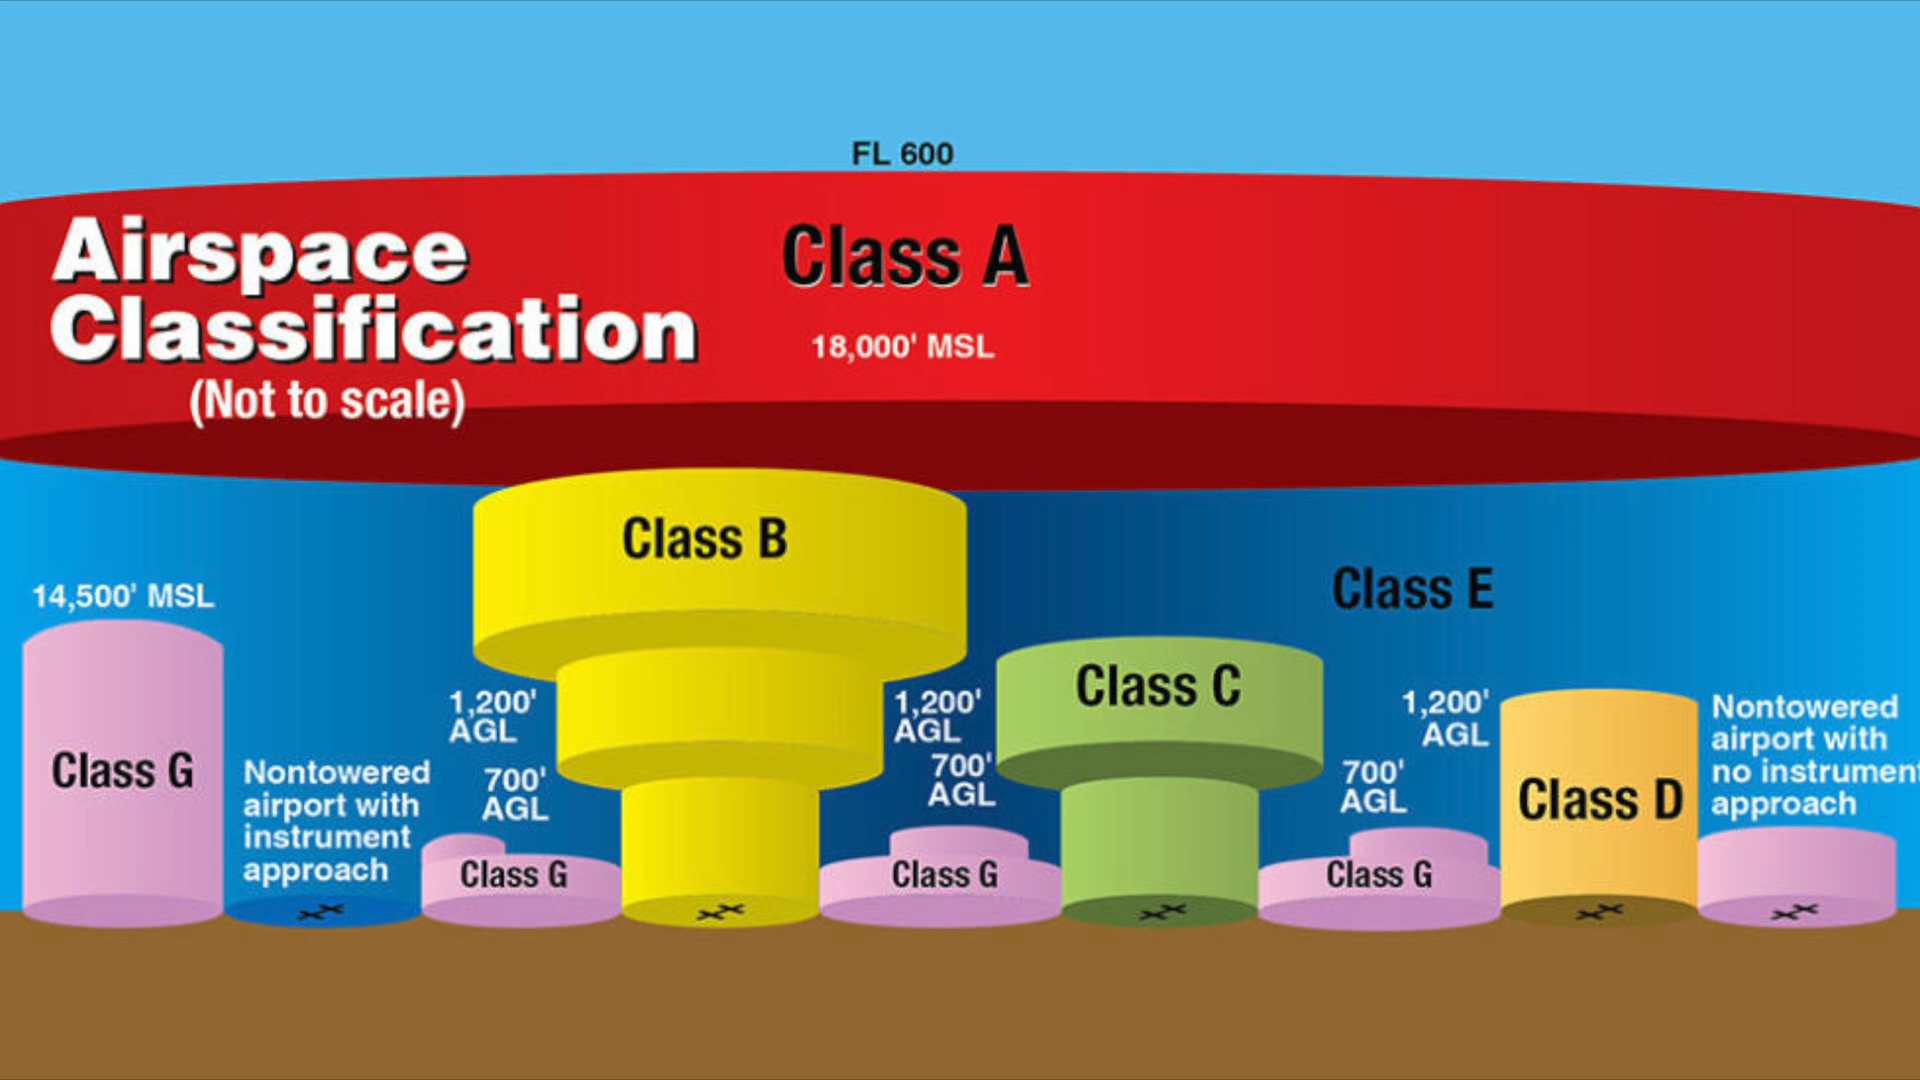 FL 600
Airspace
Classification
(Not to scale)
Class A
18,000' MSL
Class B
Class E
14,500' MSL
Class G
Nontowered
airport with
instrument
approach
1,200'
AGL
700'
AGL
Class G
1,200'
AGL
700'
AGL
Class G
Class C
1,200'
AGL
700'
AGL
Class G
Class D
Nontowered
airport with
no instrument
approach